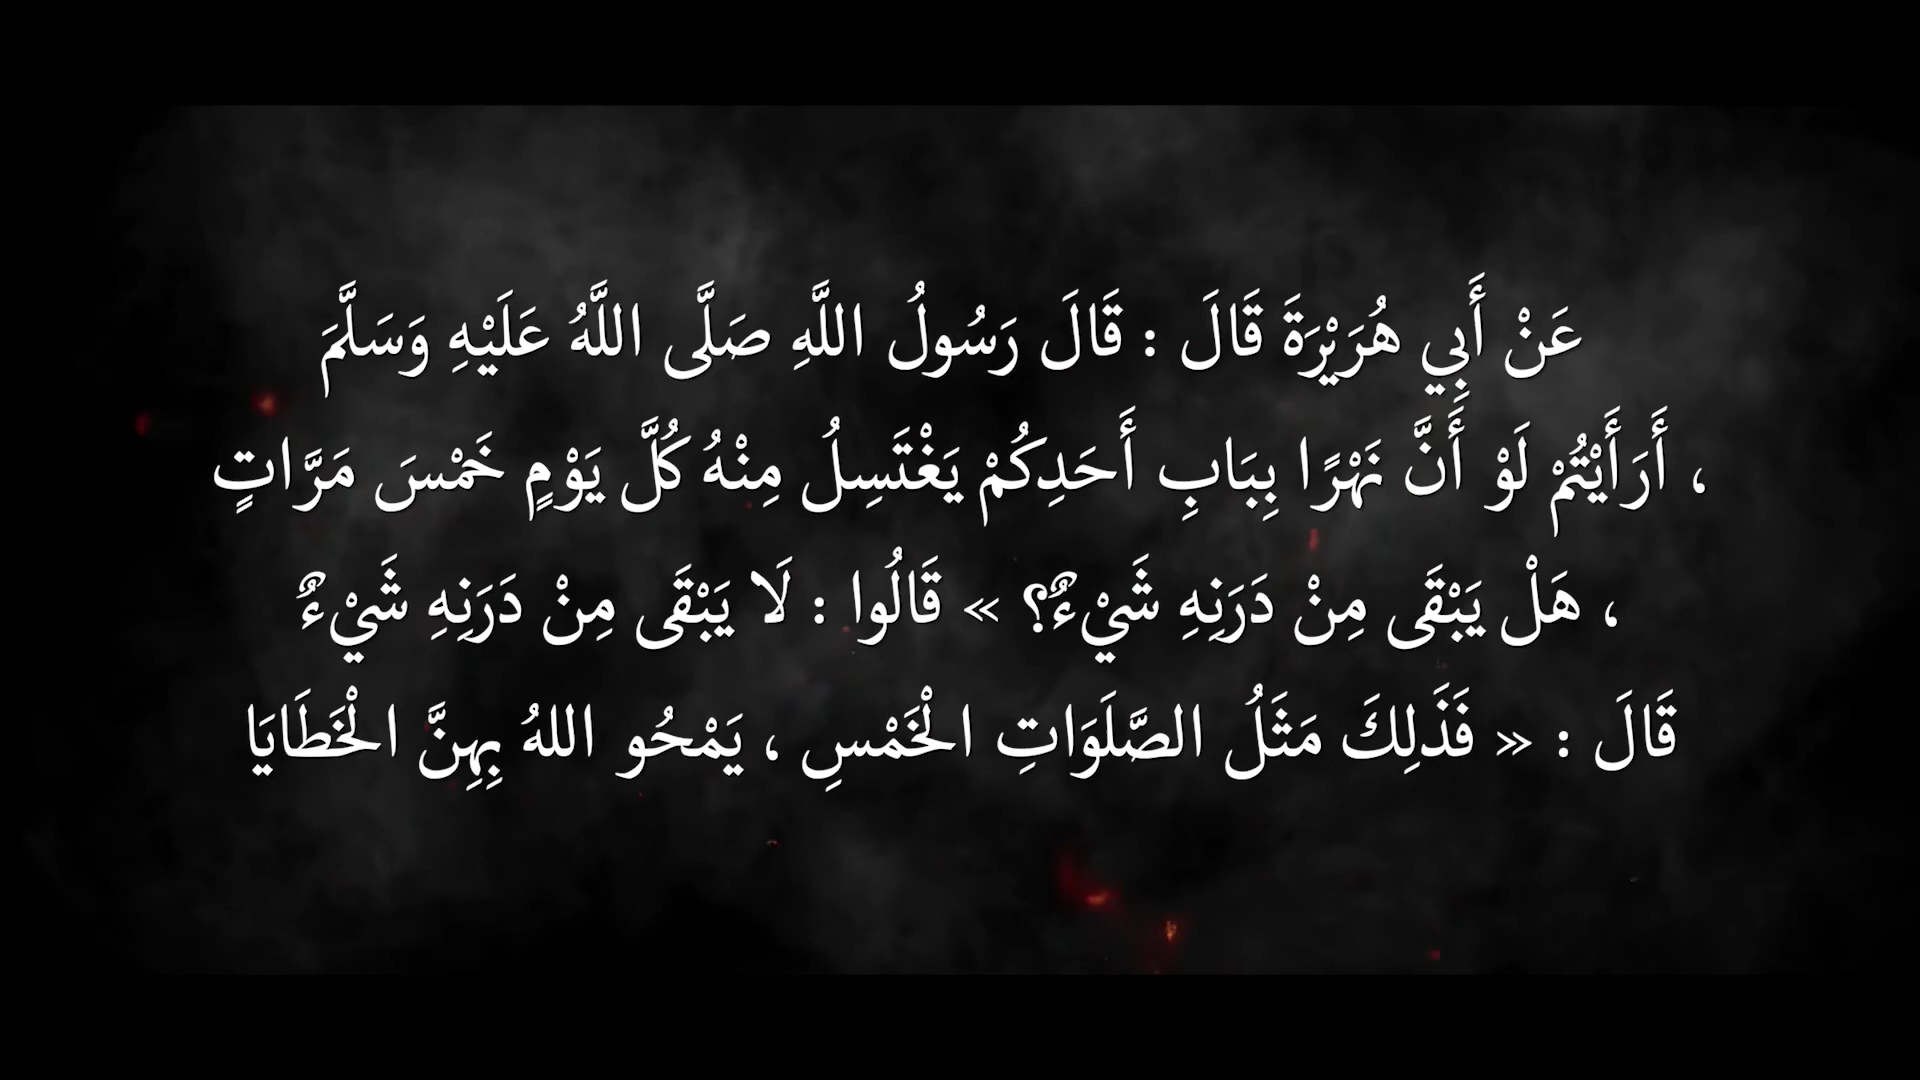 عَنْ أَبِي هُرَيْرَةَ قَالَ : قَالَ رَسُولُ اللَّهِ صَلَّى اللَّهُ عَلَيْهِ وَسَلَّمَ
، أَرَأَيْتُمْ لَوْ أَنَّ نَهْرًا بِبَابِ أَحَدِكُمْ يَغْتَسِلُ مِنْهُ كُلَّ يَوْمٍ خَمْسَ مَرَّاتٍ
، هَلْ يَبْقَى مِنْ دَرَنِهِ شَيْءٌ؟ » قَالُوا : لَا يَبْقَى مِنْ دَرَنِهِ شَيْءٌ
قَالَ : « فَذَلِكَ مَثَلُ الصَّلَوَاتِ الْخَمْسِ ، يَمْحُو اللهُ بِهِنَّ الْخَطَايَا